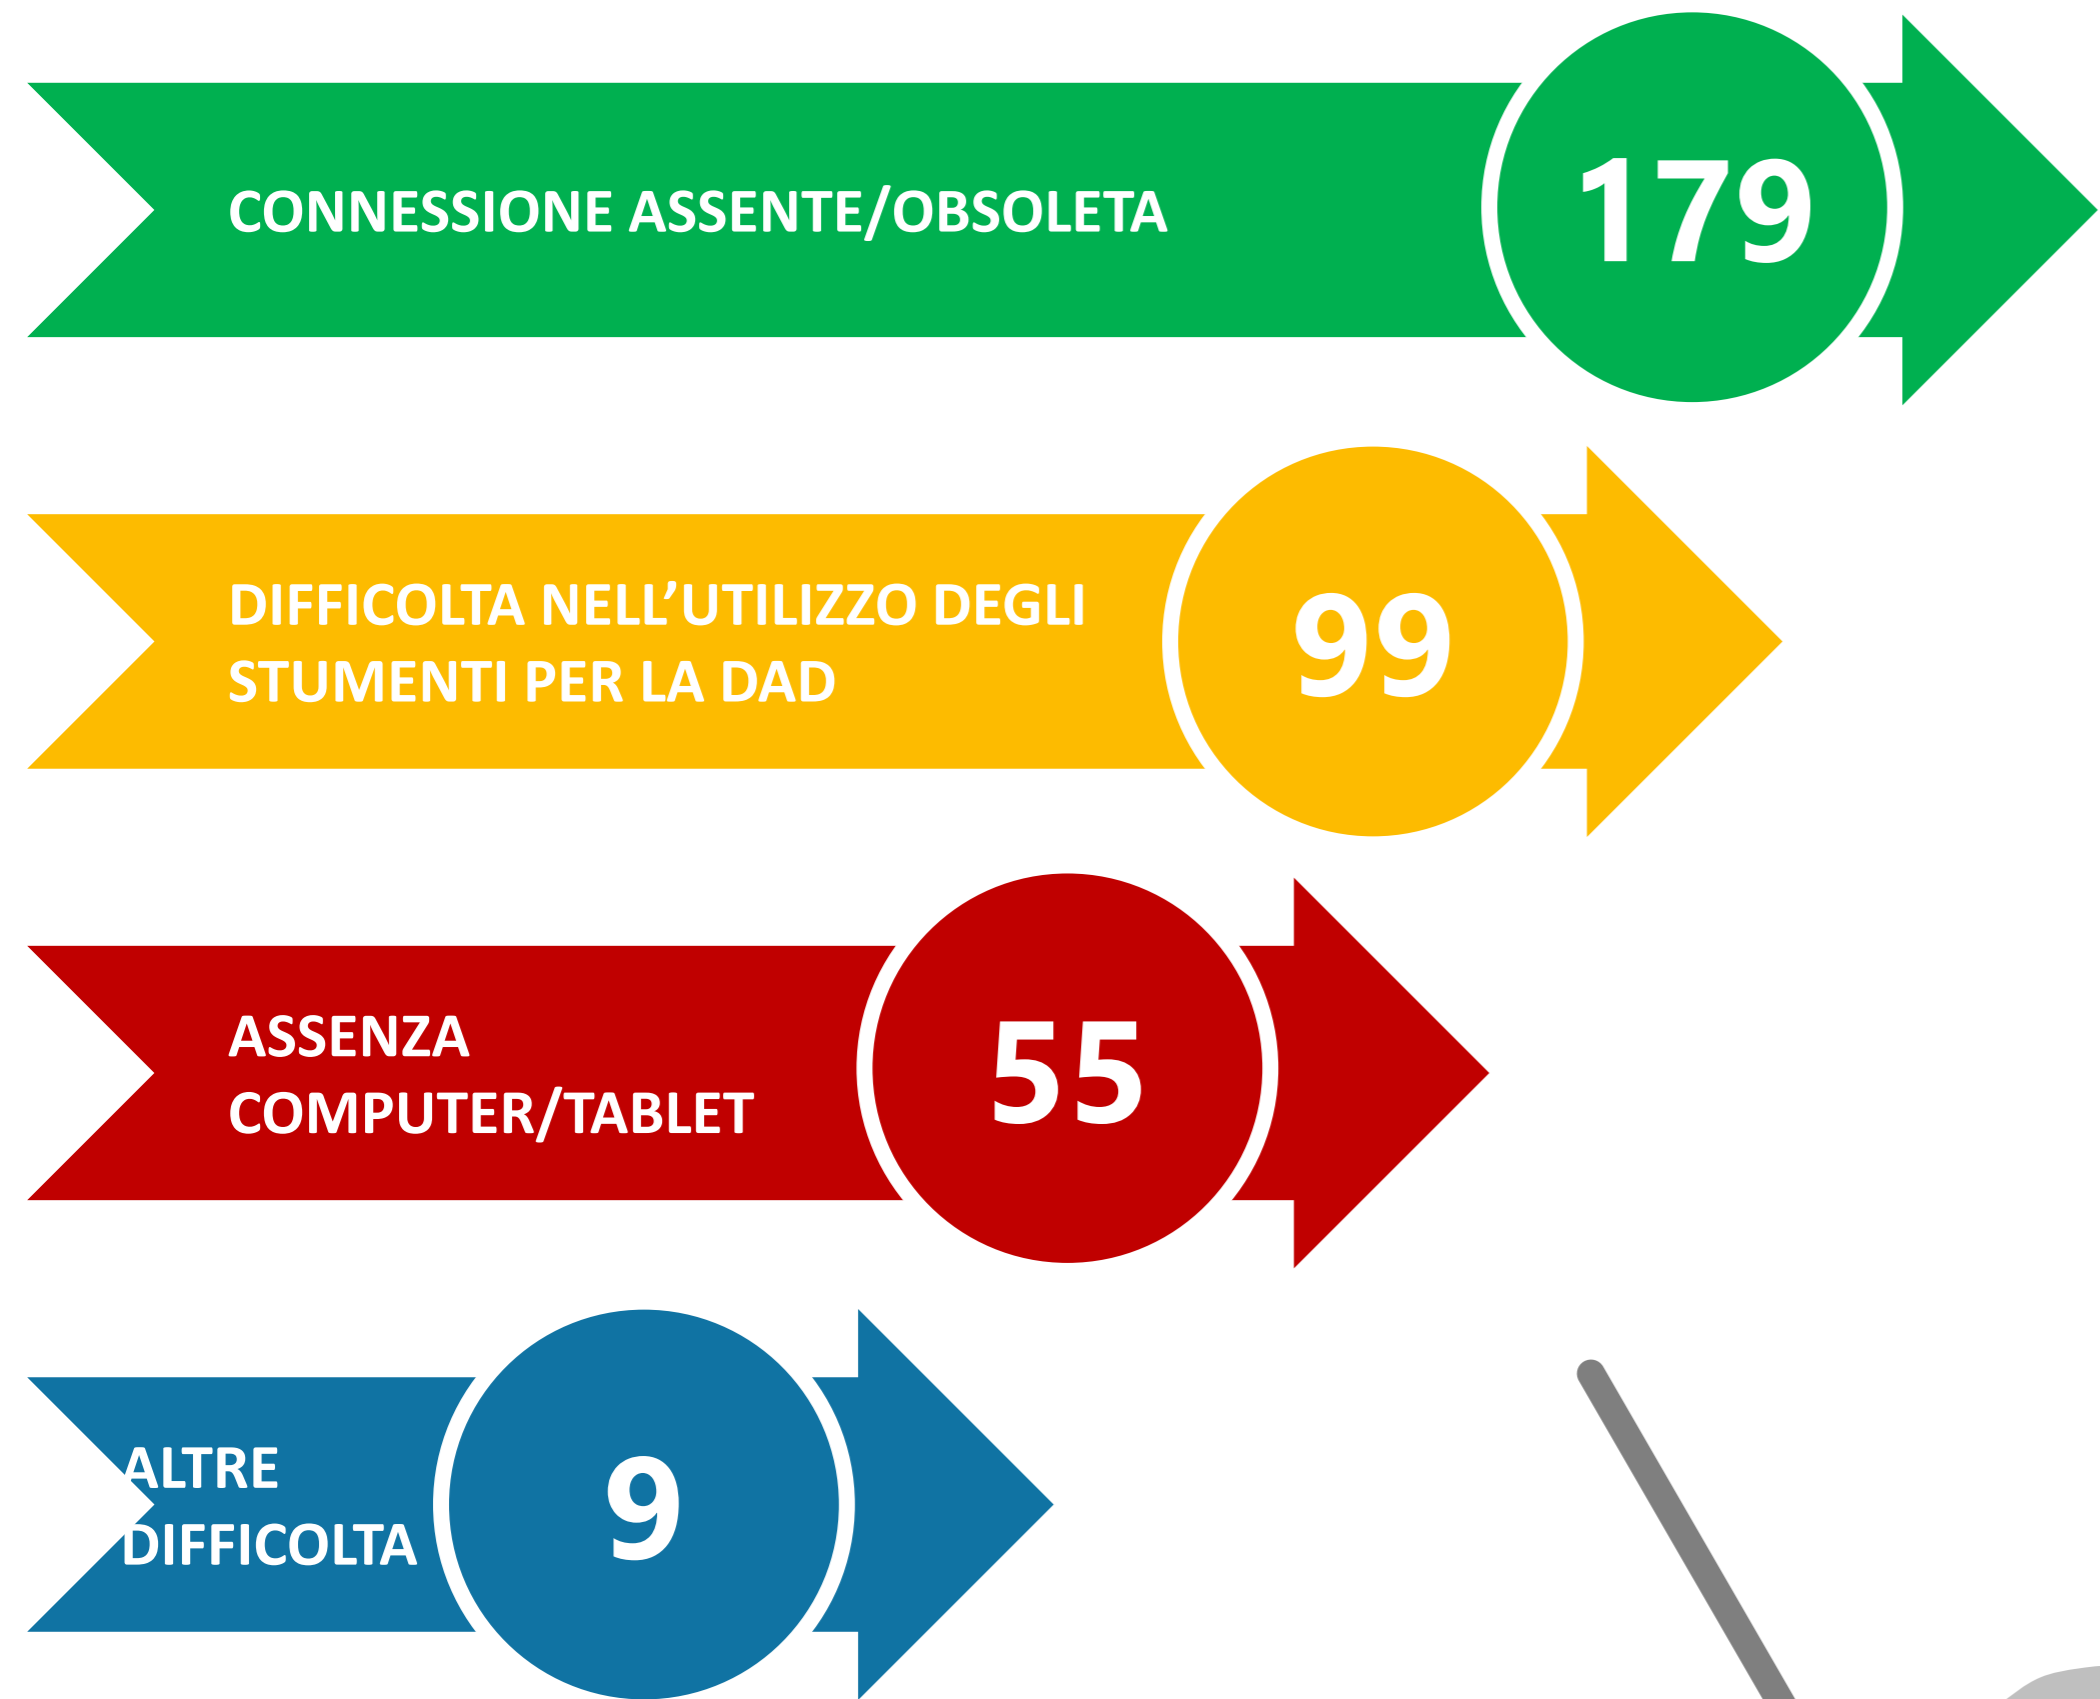 CONNESSIONE ASSENTE/OBSOLETA
179
DIFFICOLTA NELL’UTILIZZO DEGLI
STUMENTI PER LA DAD
99
ASSENZA
COMPUTER/TABLET
55
ALTRE
DIFFICOLTA
9